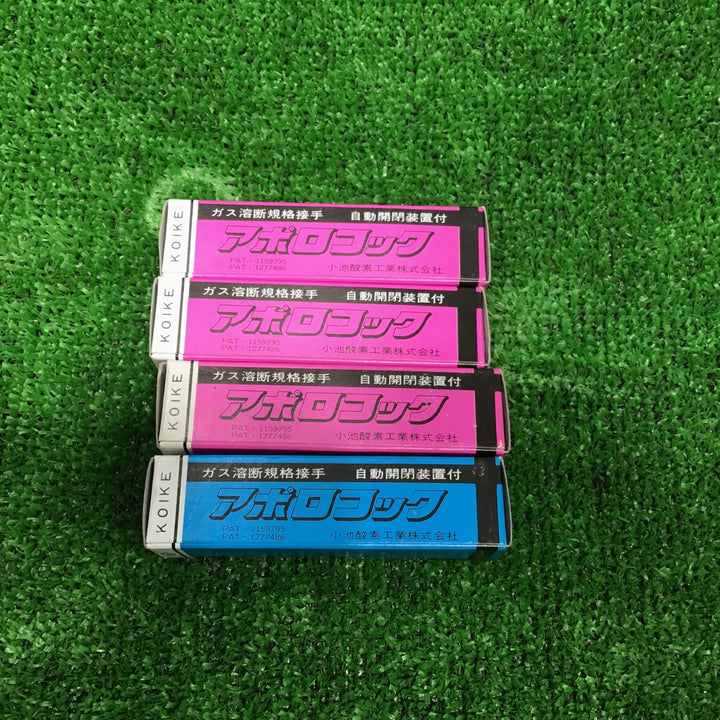 KOIKE
ガス溶断規格接手 自動開閉装置付
アポロコック
PAT・1159795
PAT・1277486
小池酸素工業株式会社
KOIKE
ガス溶断規格接手 自動開閉装置付
アポロコック
PAT・1159795
PAT・1277486
小池酸素工業株式会社
KOIKE
ガス溶断規格接手 自動開閉装置付
アポロコック
PAT・1159795
PAT・1277486
小池酸素工業株式会社
KOIKE
ガス溶断規格接手 自動開閉装置付
アポロコック
PAT・1159795
PAT・1277486
小池酸素工業株式会社